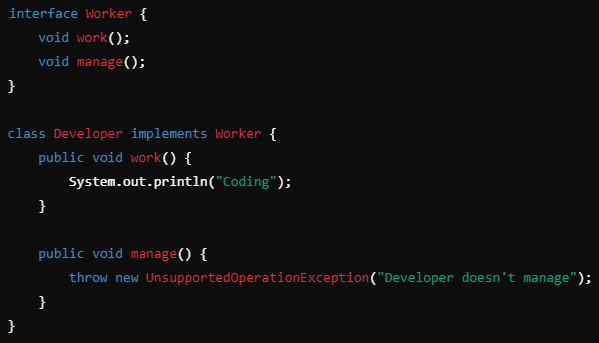 interface Worker {
    void work();
    void manage();
}

class Developer implements Worker {
    public void work() {
        System.out.println("Coding");
    }

    public void manage() {
        throw new UnsupportedOperationException("Developer doesn't manage");
    }
}